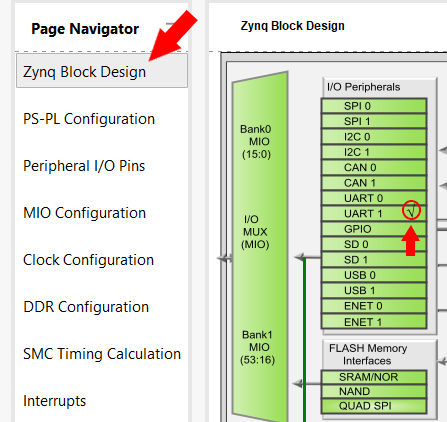 Page Navigator
Zynq Block Design
PS-PL Configuration
Peripheral I/O Pins
MIO Configuration
Clock Configuration
DDR Configuration
SMC Timing Calculation
Interrupts
Zynq Block Design
Bank0
MIO
(15:0)
I/O
MUX
(MIO)
Bank1
MIO
(53:16)
I/O Peripherals
SPI 0
SPI 1
I2C 0
I2C 1
CAN 0
CAN 1
UART 0
UART 1 √
GPIO
SD 0
SD 1
USB 0
USB 1
ENET 0
ENET 1
FLASH Memory
Interfaces
SRAM/NOR
NAND
QUAD SPI